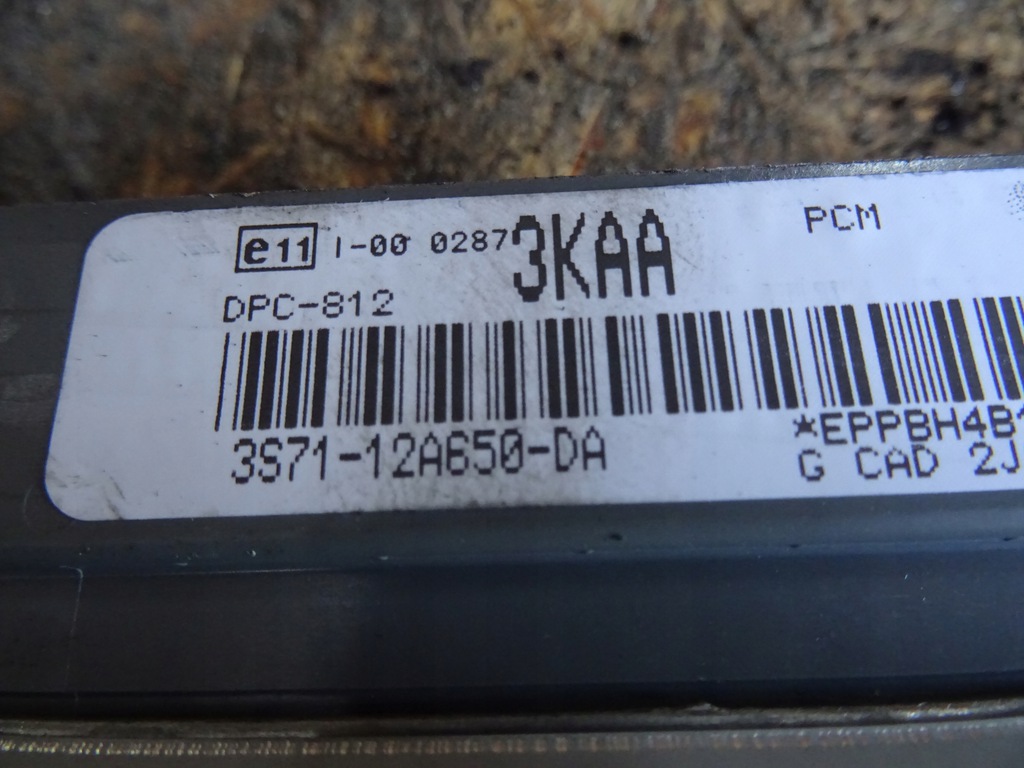 e11 I-00 0287 3KAA PCM
DPC-812
3S71-12A650-DA
*EPPBH4B
G CAD 2J